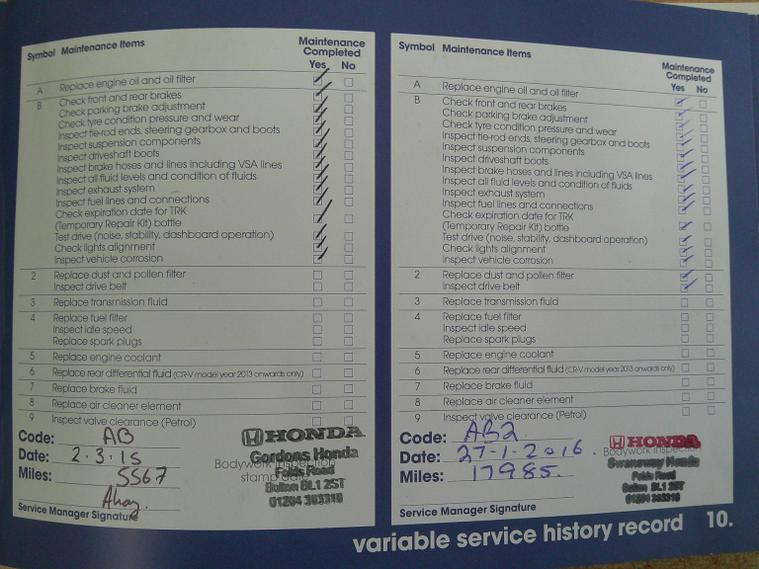 Symbol Maintenance Items
Maintenance
Completed
Yes No
A Replace engine oil and oil filter
B Check front and rear brakes
Check parking brake adjustment
Check tyre condition pressure and wear
Inspect tie-rod ends, steering gearbox and boots
Inspect suspension components
Inspect driveshaft boots
Inspect brake hoses and lines including VSA lines
Inspect all fluid levels and condition of fluids
Inspect exhaust system
Inspect fuel lines and connections
Check expiration date for TRK
(Temporary Repair Kit) bottle
Test drive (noise, stability, dashboard operation)
Check lights alignment
Inspect vehicle corrosion
2 Replace dust and pollen filter
Inspect drive belt
3 Replace transmission fluid
4 Replace fuel filter
Inspect idle speed
Replace spark plugs
5 Replace engine coolant
6 Replace rear differential fluid (CR-V model year 2013 onwards only)
7 Replace brake fluid
8 Replace air cleaner element
9 Inspect valve clearance (Petrol)
Code: AB
Date: 2.3.15
Miles: 5567
Service Manager Signature
HONDA
Gordons Honda
Bodywork Inspection
Folds Road
stamp
Bolton BL1 2ST
Symbol Maintenance Items
Maintenance
Completed
Yes No
A Replace engine oil and oil filter
B Check front and rear brakes
Check parking brake adjustment
Check tyre condition pressure and wear
Inspect tie-rod ends, steering gearbox and boots
Inspect suspension components
Inspect driveshaft boots
Inspect brake hoses and lines including VSA lines
Inspect all fluid levels and condition of fluids
Inspect exhaust system
Inspect fuel lines and connections
Check expiration date for TRK
(Temporary Repair Kit) bottle
Test drive (noise, stability, dashboard operation)
Check lights alignment
Inspect vehicle corrosion
2 Replace dust and pollen filter
Inspect drive belt
3 Replace transmission fluid
4 Replace fuel filter
Inspect idle speed
Replace spark plugs
5 Replace engine coolant
6 Replace rear differential fluid (CR-V model year 2013 onwards only)
7 Replace brake fluid
8 Replace air cleaner element
9 Inspect valve clearance (Petrol)
Code: AB2
Date: 27-1-2016.
Miles: 17985.
Service Manager Signature
HONDA
Bodywork Inspection
Swansway Honda
Folds Road
Bolton BL1 2ST
variable service history record 10.